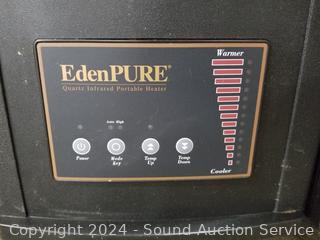 Warmer
EdenPURE®
Quartz Infrared Portable Heater
Auto High
Power
Mode Key
Temp Up
Temp Down
Cooler
Copyright 2024 - Sound Auction Service